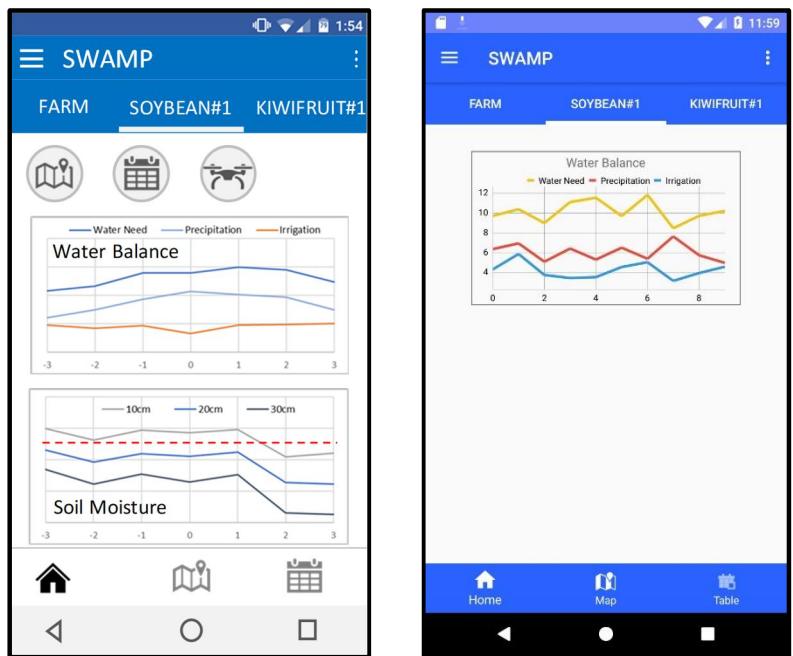 1:54
SWAMP
FARM SOYBEAN#1 KIWIFRUIT#1
Water Need Precipitation Irrigation
Water Balance
-3 -2 -1 0 1 2 3
10cm 20cm 30cm
Soil Moisture
-3 -2 -1 0 1 2 3
11:59
SWAMP
FARM SOYBEAN#1 KIWIFRUIT#1
Water Balance
Water Need Precipitation Irrigation
12
10
8
6
4
0 2 4 6 8
Home Map Table